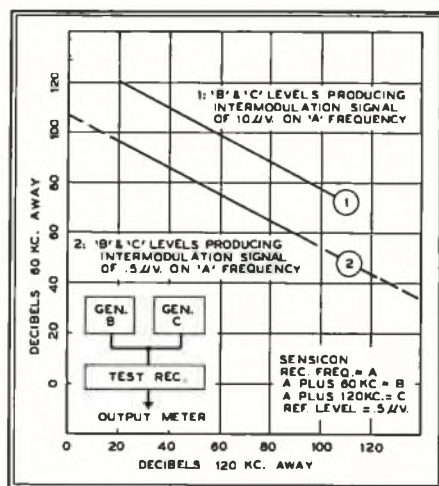 120
100
80
60
40
20
0
DECIBELS 60 KC. AWAY
1: 'B' & 'C' LEVELS PRODUCING
INTERMODULATION SIGNAL
OF 10 μV. ON 'A' FREQUENCY
1
2: 'B' & 'C' LEVELS PRODUCING
INTERMODULATION SIGNAL
OF .5 μV. ON 'A' FREQUENCY
2
GEN.
B
GEN.
C
TEST REC.
OUTPUT METER
SENSICON
REC. FREQ. = A
A PLUS 60 KC = B
A PLUS 120 KC. = C
REF. LEVEL = .5 μV.
0 20 40 60 80 100 120
DECIBELS 120 KC. AWAY